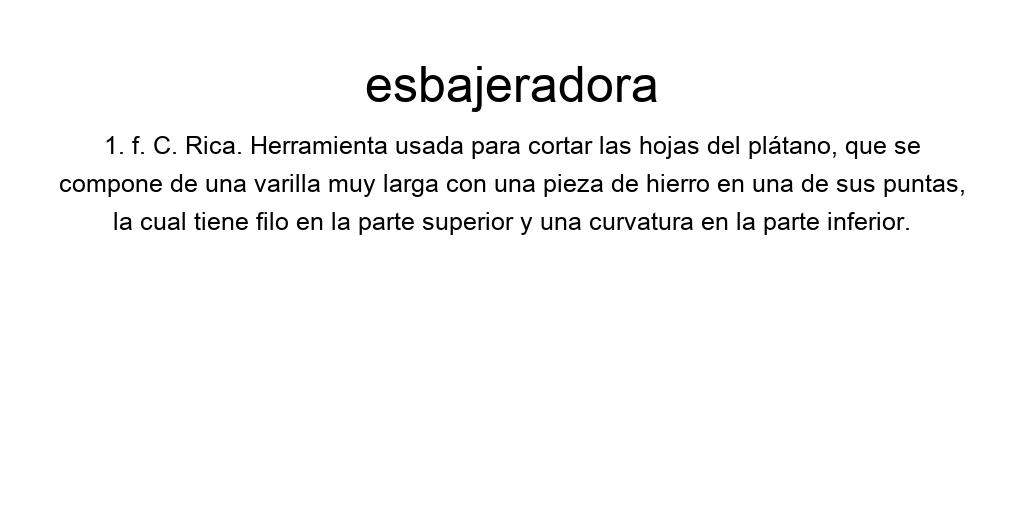 esbajeradora
1. f. C. Rica. Herramienta usada para cortar las hojas del plátano, que se
compone de una varilla muy larga con una pieza de hierro en una de sus puntas,
la cual tiene filo en la parte superior y una curvatura en la parte inferior.